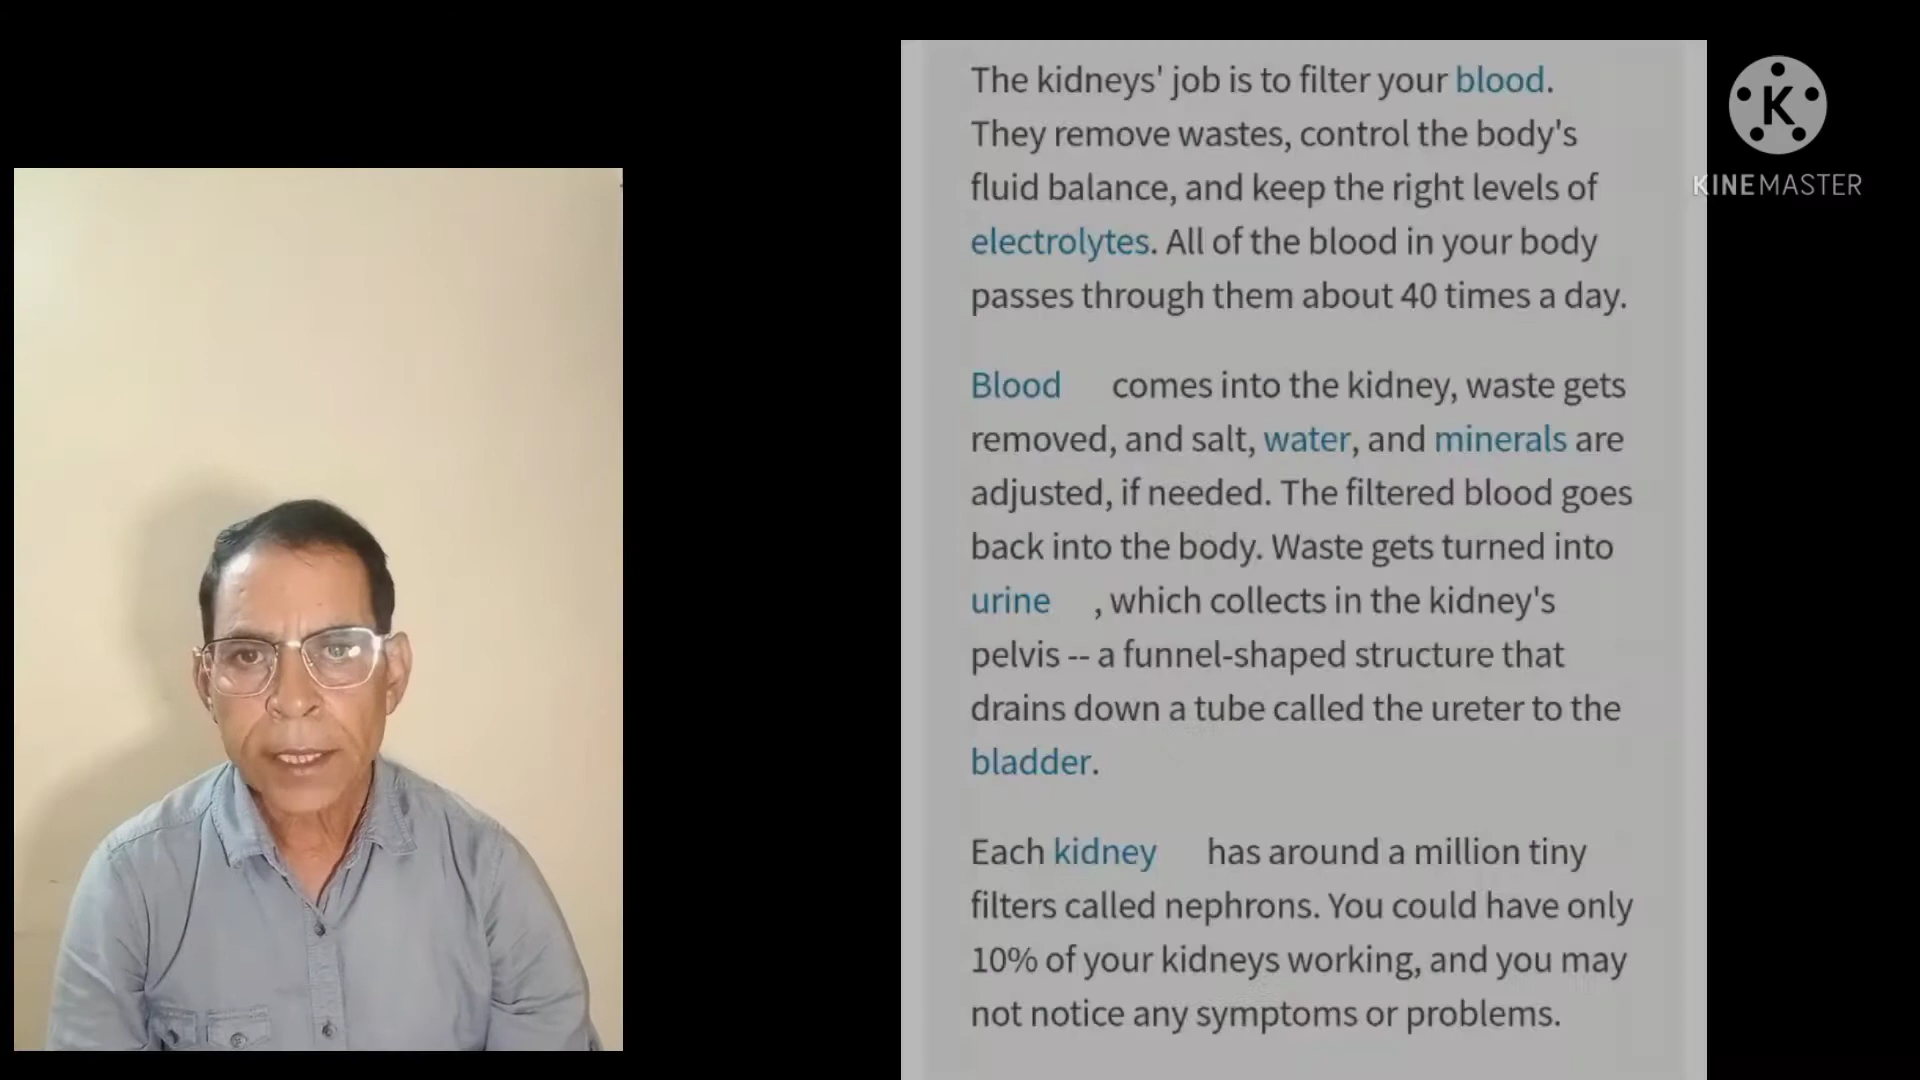 The kidneys' job is to filter your blood.
They remove wastes, control the body's
fluid balance, and keep the right levels of
electrolytes. All of the blood in your body
passes through them about 40 times a day.
Blood comes into the kidney, waste gets
removed, and salt, water, and minerals are
adjusted, if needed. The filtered blood goes
back into the body. Waste gets turned into
urine , which collects in the kidney's
pelvis -- a funnel-shaped structure that
drains down a tube called the ureter to the
bladder.
Each kidney has around a million tiny
filters called nephrons. You could have only
10% of your kidneys working, and you may
not notice any symptoms or problems.
K
KINEMASTER